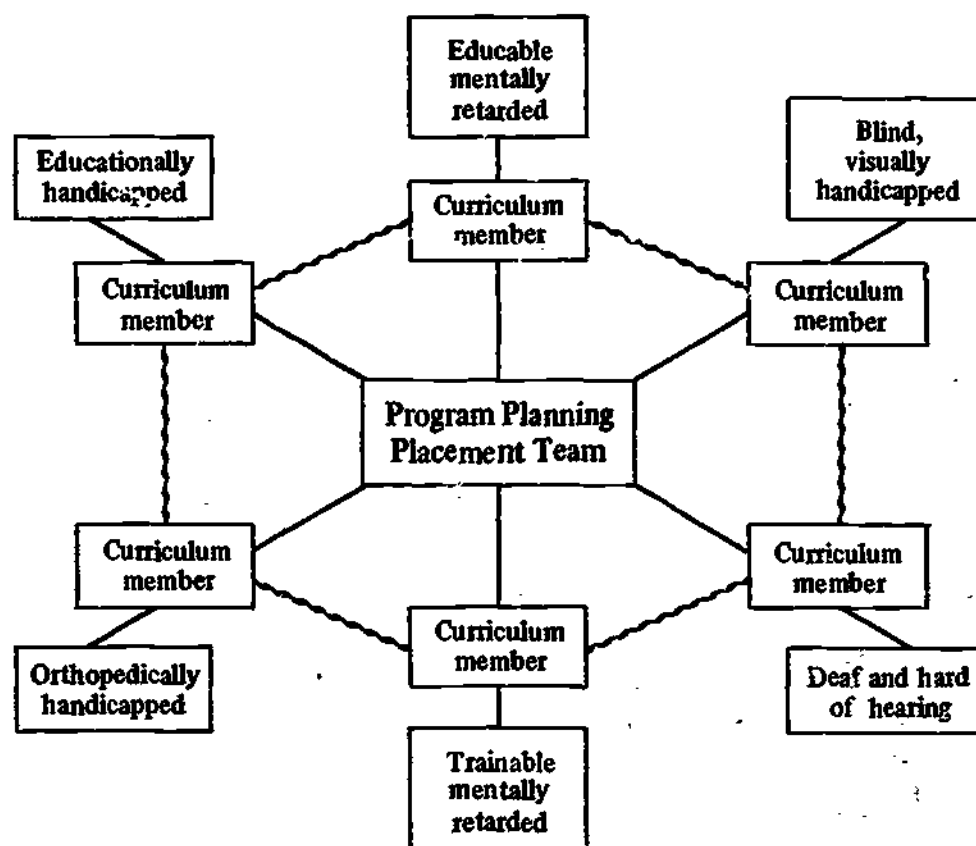 Educable
mentally
retarded
Educationally
handicapped
Blind,
visually
handicapped
Curriculum
member
Curriculum
member
Curriculum
member
Program Planning
Placement Team
Curriculum
member
Curriculum
member
Curriculum
member
Orthopedically
handicapped
Deaf and hard
of hearing
Trainable
mentally
retarded